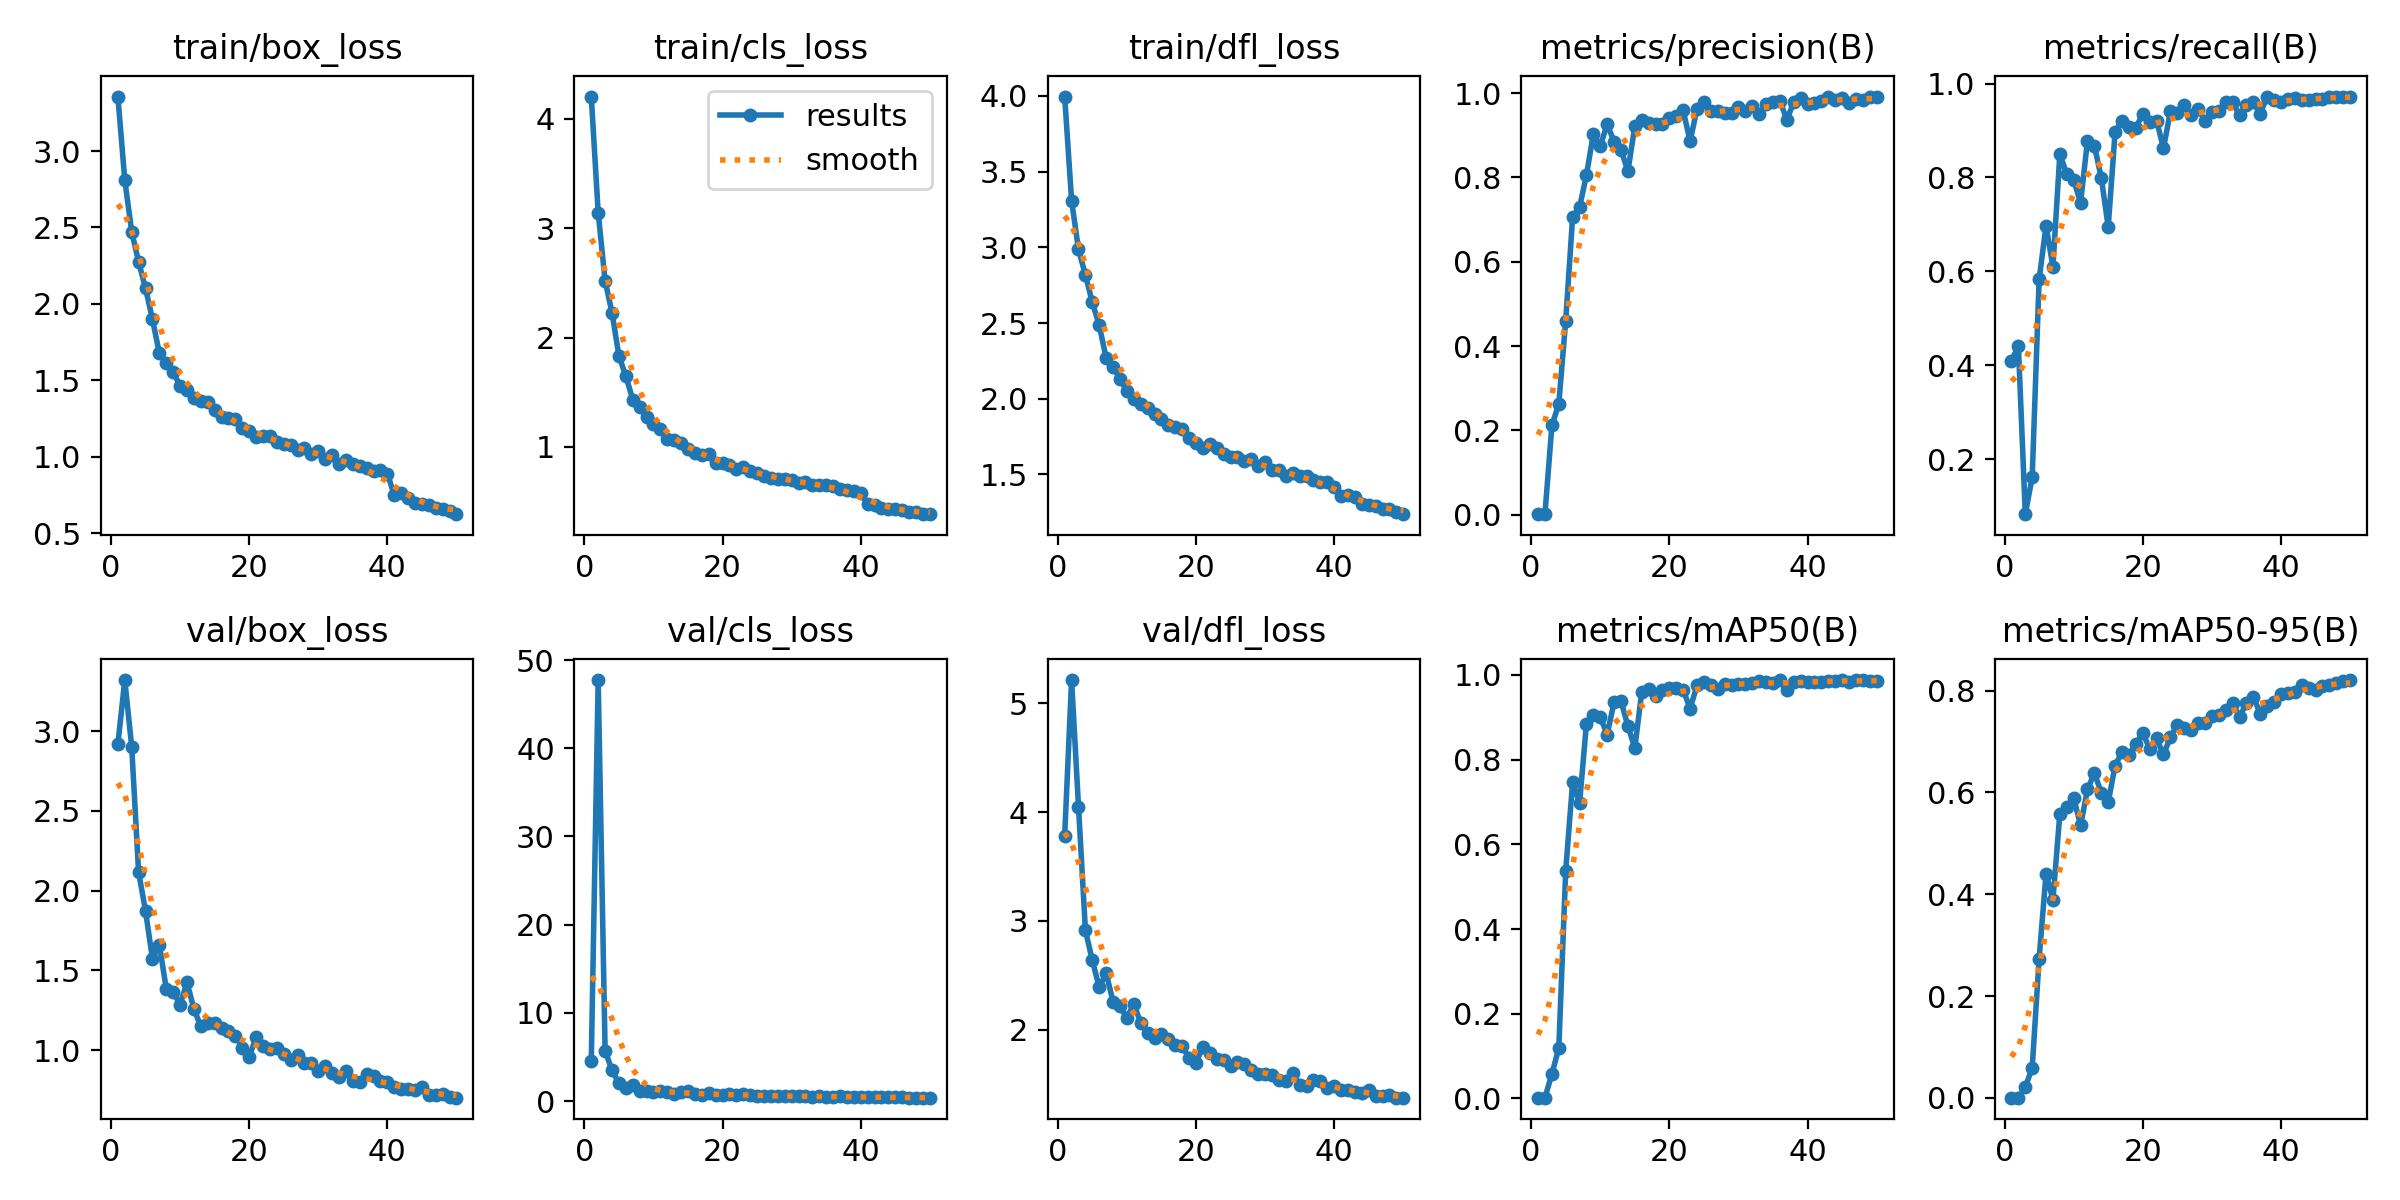 train/box_loss
3.0
2.5
2.0
1.5
1.0
0.5
0 20 40
train/cls_loss
results
smooth
4
3
2
1
0 20 40
train/dfl_loss
4.0
3.5
3.0
2.5
2.0
1.5
0 20 40
metrics/precision(B)
1.0
0.8
0.6
0.4
0.2
0.0
0 20 40
metrics/recall(B)
1.0
0.8
0.6
0.4
0.2
0 20 40
val/box_loss
3.0
2.5
2.0
1.5
1.0
0 20 40
val/cls_loss
50
40
30
20
10
0
0 20 40
val/dfl_loss
5
4
3
2
0 20 40
metrics/mAP50(B)
1.0
0.8
0.6
0.4
0.2
0.0
0 20 40
metrics/mAP50-95(B)
0.8
0.6
0.4
0.2
0.0
0 20 40